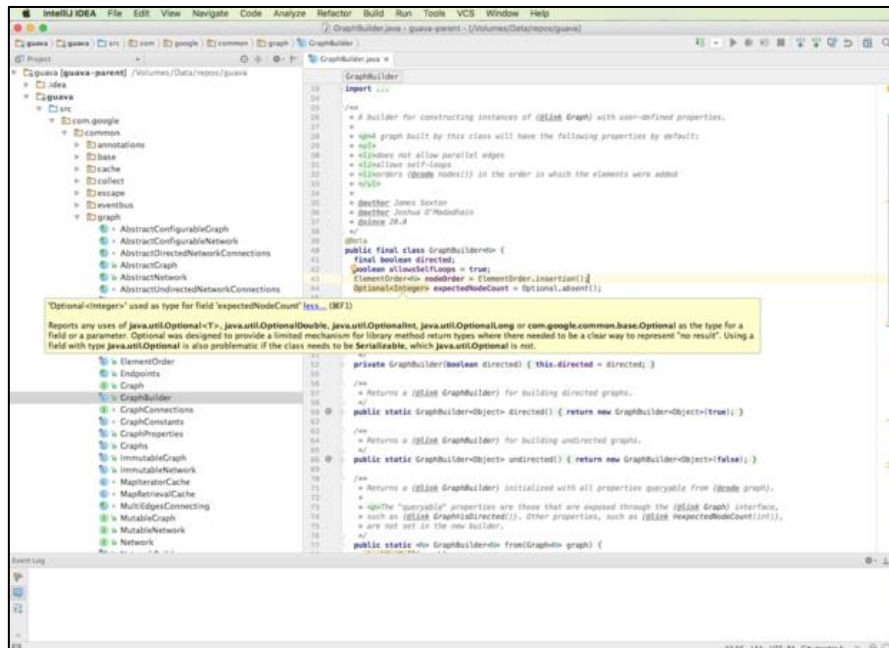 IntelliJ IDEA File Edit View Navigate Code Analyze Refactor Build Run Tools VCS Window Help
GraphBuilder.java - guava-parent - [/Volumes/Data/repos/guava]
guava guava src com google common graph GraphBuilder
Project
GraphBuilder.java
guava [guava-parent] /Volumes/Data/repos/guava
.idea
guava
src
com.google
common
annotations
base
cache
collect
escape
eventbus
graph
AbstractConfigurableGraph
AbstractConfigurableNetwork
AbstractDirectedNetworkConnections
AbstractGraph
AbstractNetwork
AbstractUndirectedNetworkConnections
ElementOrder
Endpoints
Graph
GraphBuilder
GraphConnections
GraphConstants
GraphProperties
Graphs
ImmutableGraph
ImmutableNetwork
MapIteratorCache
MapRetrievalCache
MultiEdgesConnecting
MutableGraph
MutableNetwork
Network
GraphBuilder
import ...
/**
* A builder for constructing instances of {@link Graph} with user-defined properties.
*
* <p>A graph built by this class will have the following properties by default:
* <ul>
* <li>does not allow parallel edges
* <li>allows self-loops
* <li>orders {@code nodes()} in the order in which the elements were added
* </ul>
*
* @author James Sexton
* @author Joshua O'Madadhain
* @since 20.0
*/
@Beta
public final class GraphBuilder<N> {
final boolean directed;
boolean allowsSelfLoops = true;
ElementOrder<N> nodeOrder = ElementOrder.insertion();
Optional<Integer> expectedNodeCount = Optional.absent();
'Optional<Integer>' used as type for field 'expectedNodeCount' less... (⌘F1)
Reports any uses of java.util.Optional<T>, java.util.OptionalDouble, java.util.OptionalInt, java.util.OptionalLong or com.google.common.base.Optional as the type for a
field or a parameter. Optional was designed to provide a limited mechanism for library method return types where there needed to be a clear way to represent "no result". Using a
field with type java.util.Optional is also problematic if the class needs to be Serializable, which java.util.Optional is not.
*/
private GraphBuilder(boolean directed) { this.directed = directed; }
/**
* Returns a {@link GraphBuilder} for building directed graphs.
*/
public static GraphBuilder<Object> directed() { return new GraphBuilder<Object>(true); }
/**
* Returns a {@link GraphBuilder} for building undirected graphs.
*/
public static GraphBuilder<Object> undirected() { return new GraphBuilder<Object>(false); }
/**
* Returns a {@link GraphBuilder} initialized with all properties queryable from {@code graph}.
*
* <p>The "queryable" properties are those that are exposed through the {@link Graph} interface,
* such as {@link Graph#isDirected()}. Other properties, such as {@link #expectedNodeCount(int)},
* are not set in the new builder.
*/
public static <N> GraphBuilder<N> from(Graph<N> graph) {
Event Log